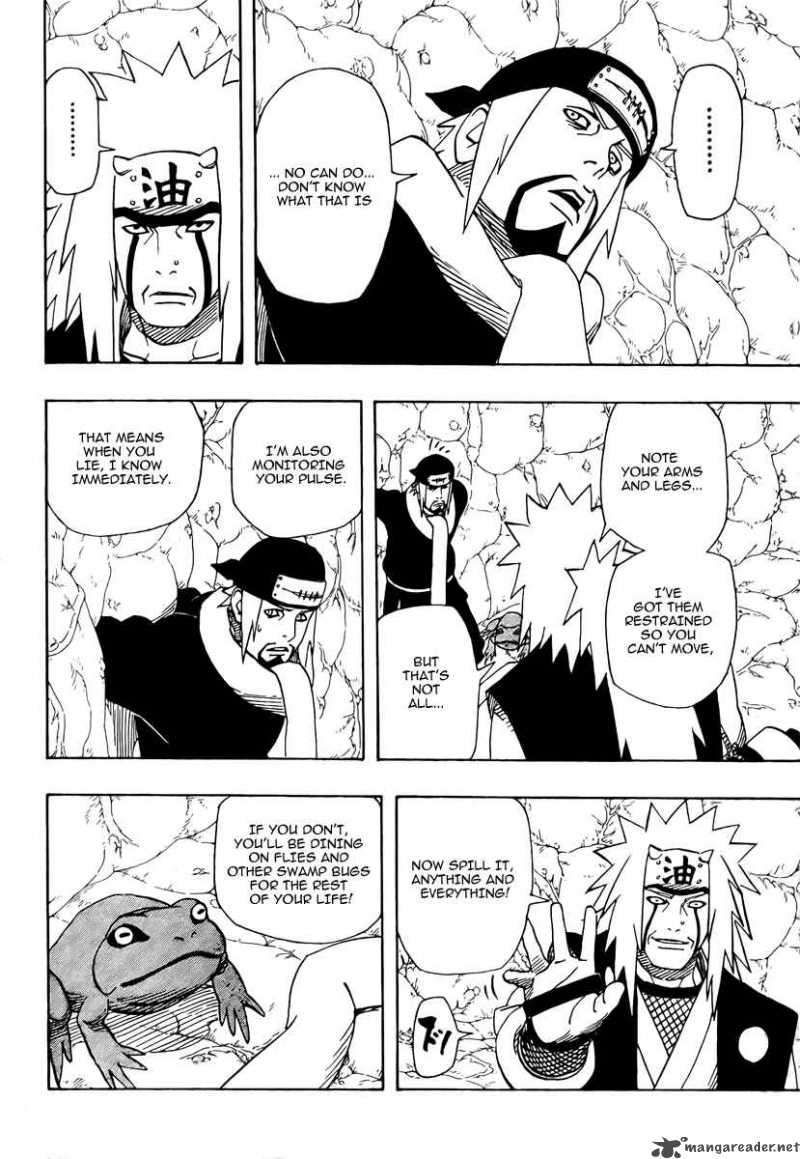 .........
... NO CAN DO...
DON'T KNOW
WHAT THAT IS
.........
油
NOTE
YOUR ARMS
AND LEGS...
I'VE
GOT THEM
RESTRAINED
SO YOU
CAN'T MOVE,
BUT
THAT'S
NOT
ALL...
I'M ALSO
MONITORING
YOUR PULSE.
THAT MEANS
WHEN YOU
LIE, I KNOW
IMMEDIATELY.
NOW SPILL IT,
ANYTHING AND
EVERYTHING!
油
IF YOU DON'T,
YOU'LL BE DINING
ON FLIES AND
OTHER SWAMP BUGS
FOR THE REST
OF YOUR LIFE!
mangareader.net